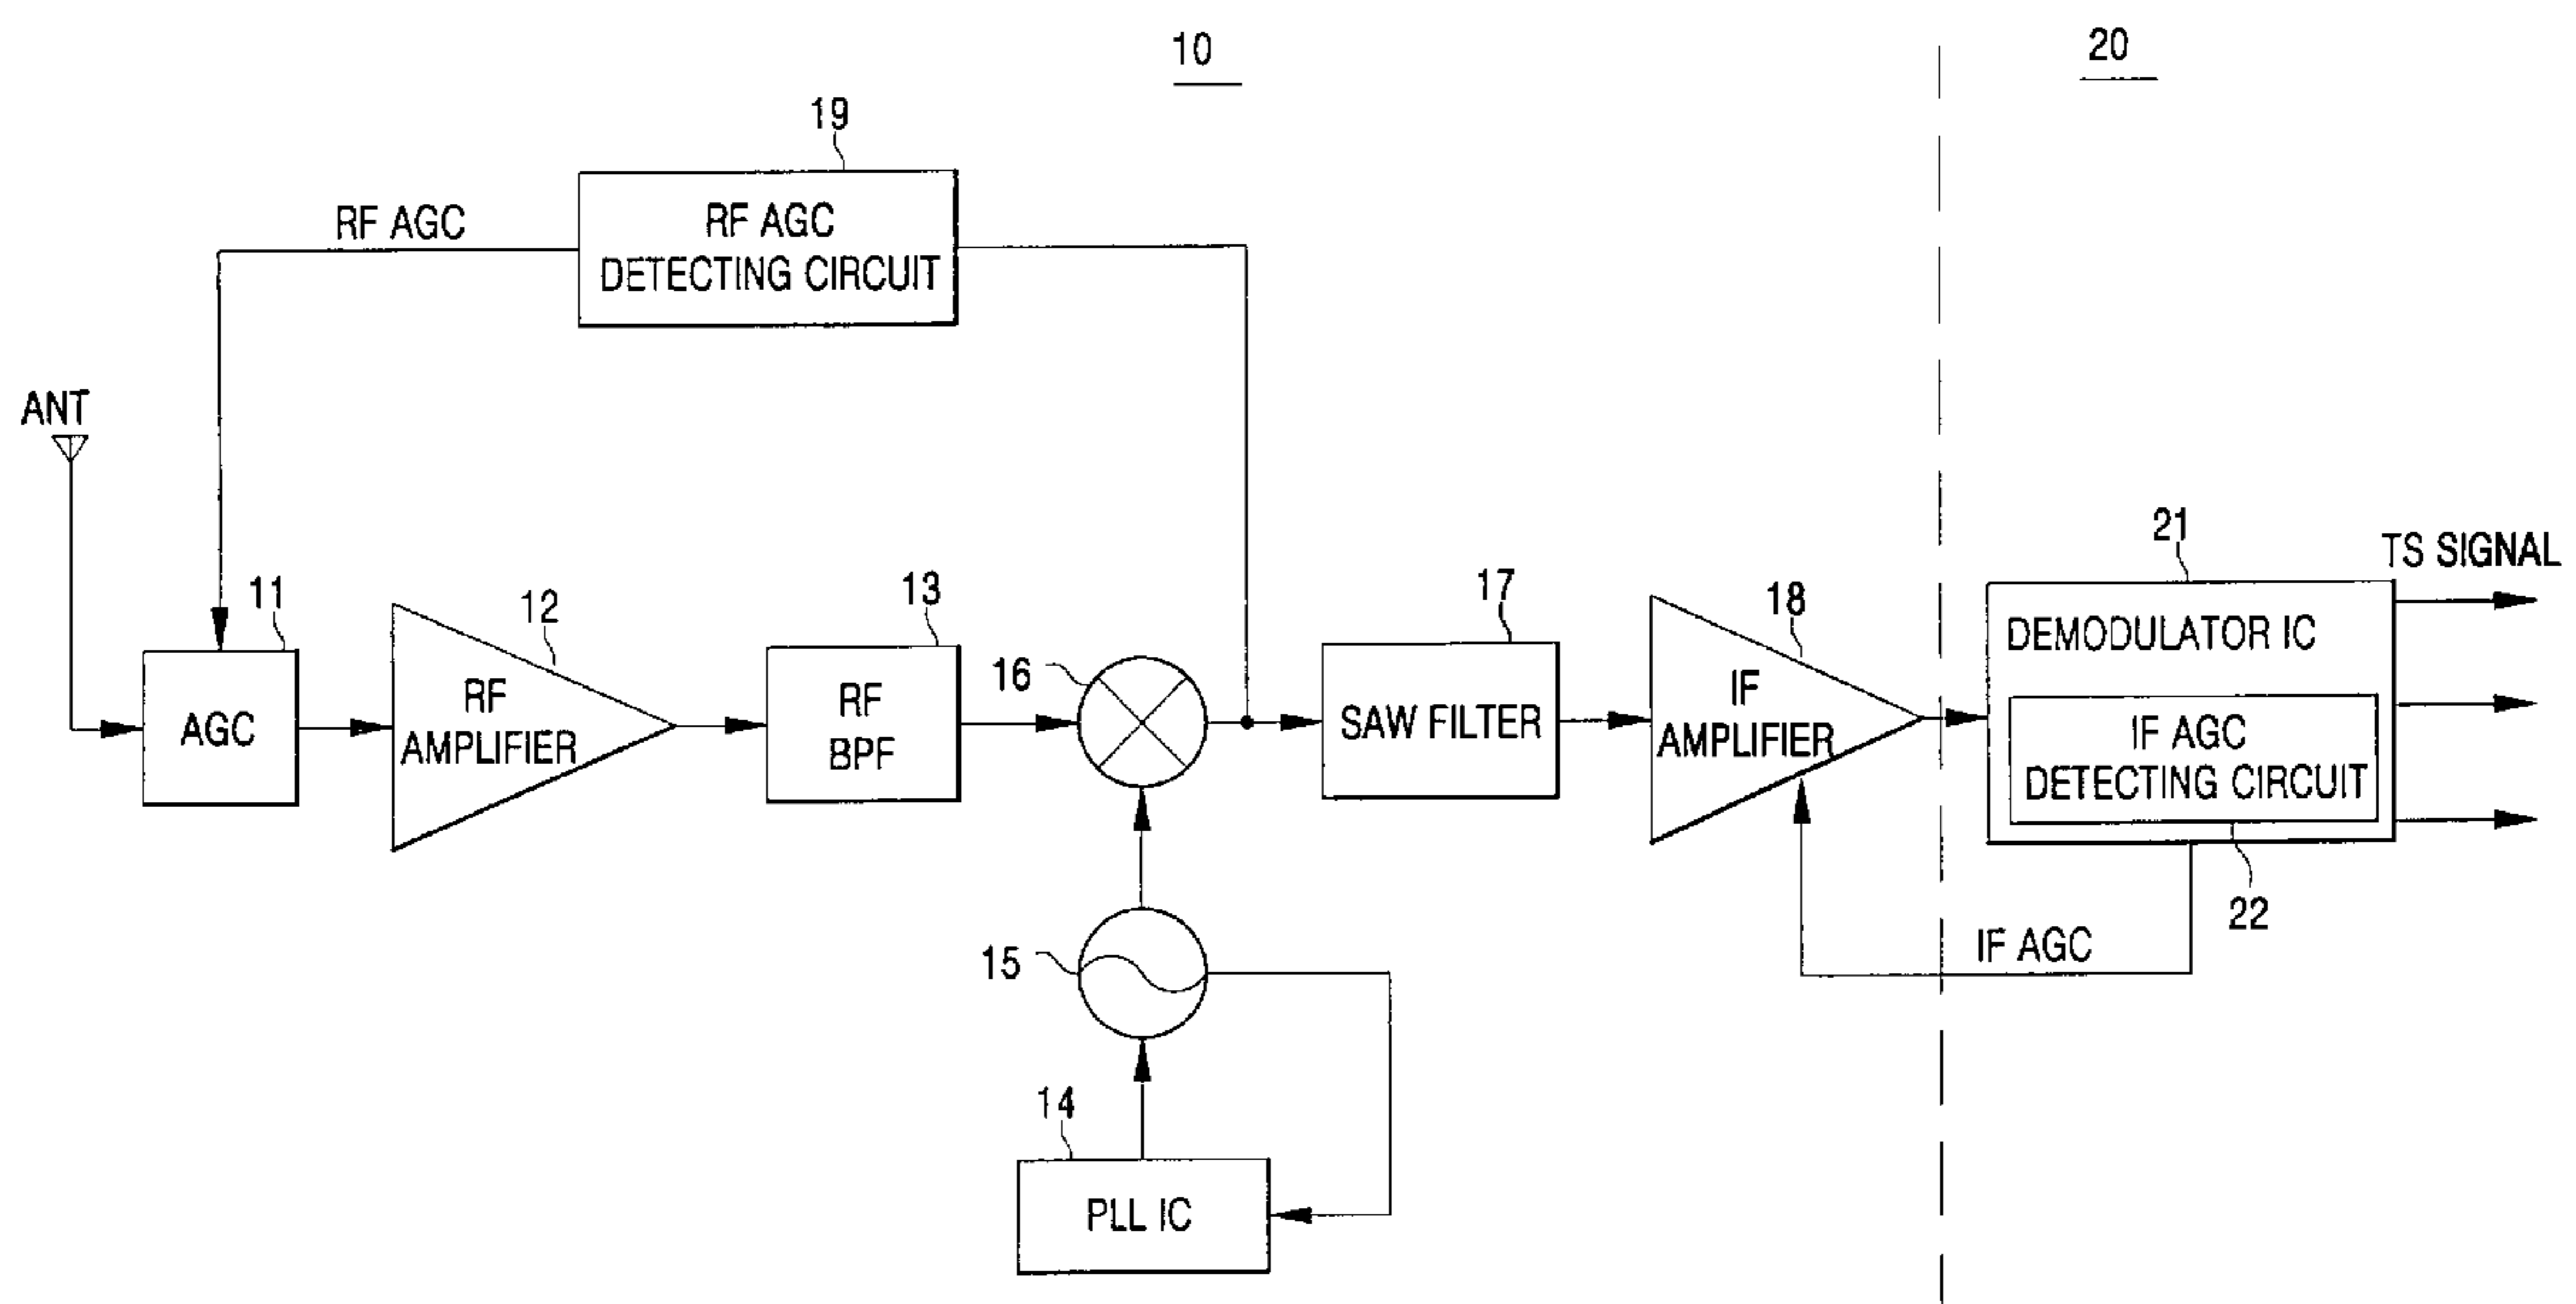 10
20
19
RF AGC
RF AGC
DETECTING CIRCUIT
ANT
11
AGC
12
RF
AMPLIFIER
13
RF
BPF
16
17
SAW FILTER
18
IF
AMPLIFIER
21
TS SIGNAL
DEMODULATOR IC
IF AGC
DETECTING CIRCUIT
22
IF AGC
15
14
PLL IC